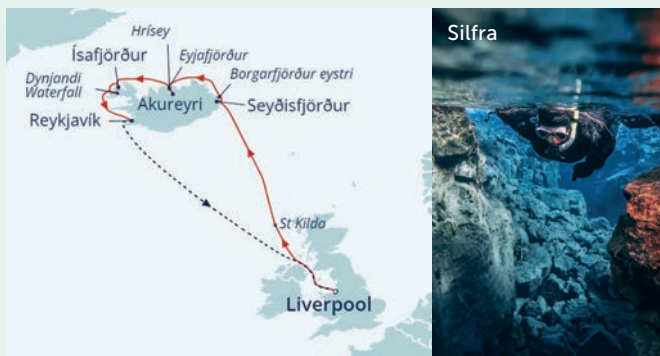 Hrísey
Ísafjörður
Eyjafjörður
Dynjandi
Waterfall
Borgarfjörður eystri
Akureyri
Seyðisfjörður
Reykjavík
St Kilda
Liverpool
Silfra